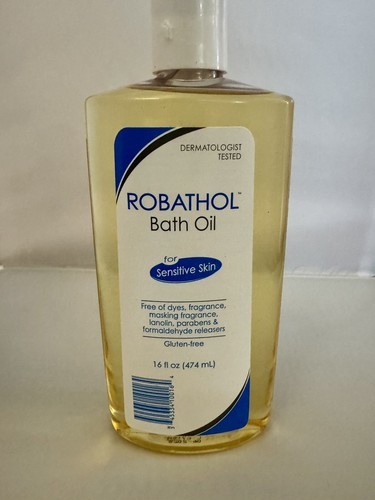 DERMATOLOGIST
TESTED
ROBATHOL™
Bath Oil
for
Sensitive Skin
Free of dyes, fragrance,
masking fragrance,
lanolin, parabens &
formaldehyde releasers
Gluten-free
16 fl oz (474 mL)